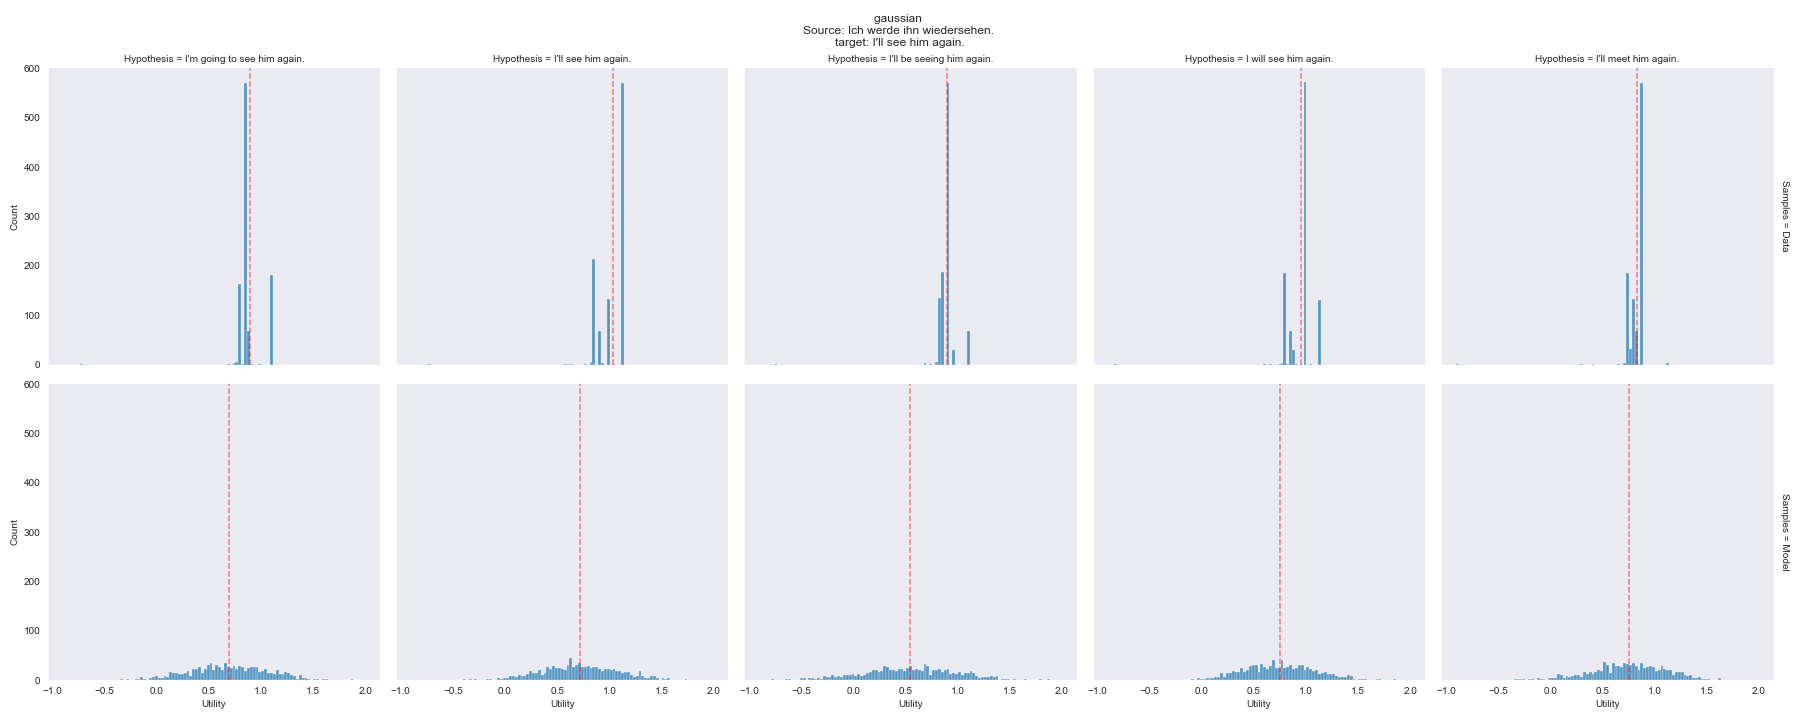 gaussian
Source: Ich werde ihn wiedersehen.
target: I'll see him again.
Hypothesis = I'm going to see him again.
Hypothesis = I'll see him again.
Hypothesis = I'll be seeing him again.
Hypothesis = I will see him again.
Hypothesis = I'll meet him again.
600
500
400
300
200
100
0
Count
Samples = Data
600
500
400
300
200
100
0
Count
Samples = Model
-1.0 -0.5 0.0 0.5 1.0 1.5 2.0
-1.0 -0.5 0.0 0.5 1.0 1.5 2.0
-1.0 -0.5 0.0 0.5 1.0 1.5 2.0
-1.0 -0.5 0.0 0.5 1.0 1.5 2.0
-1.0 -0.5 0.0 0.5 1.0 1.5 2.0
Utility
Utility
Utility
Utility
Utility